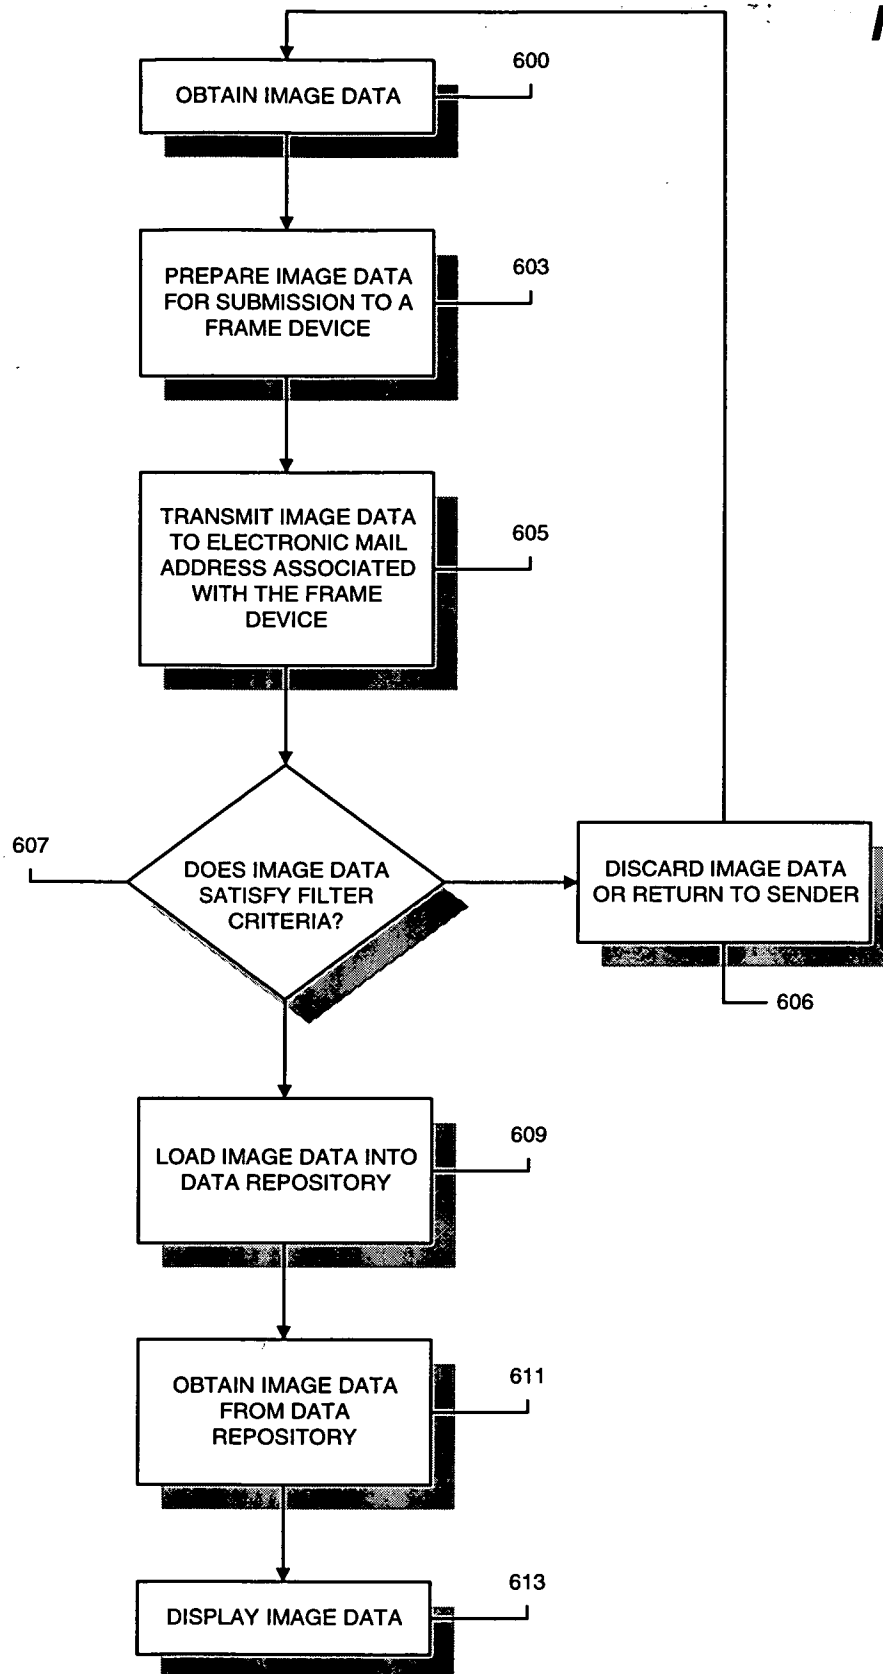 600
OBTAIN IMAGE DATA
603
PREPARE IMAGE DATA
FOR SUBMISSION TO A
FRAME DEVICE
605
TRANSMIT IMAGE DATA
TO ELECTRONIC MAIL
ADDRESS ASSOCIATED
WITH THE FRAME
DEVICE
607
DOES IMAGE DATA
SATISFY FILTER
CRITERIA?
DISCARD IMAGE DATA
OR RETURN TO SENDER
606
609
LOAD IMAGE DATA INTO
DATA REPOSITORY
611
OBTAIN IMAGE DATA
FROM DATA
REPOSITORY
613
DISPLAY IMAGE DATA